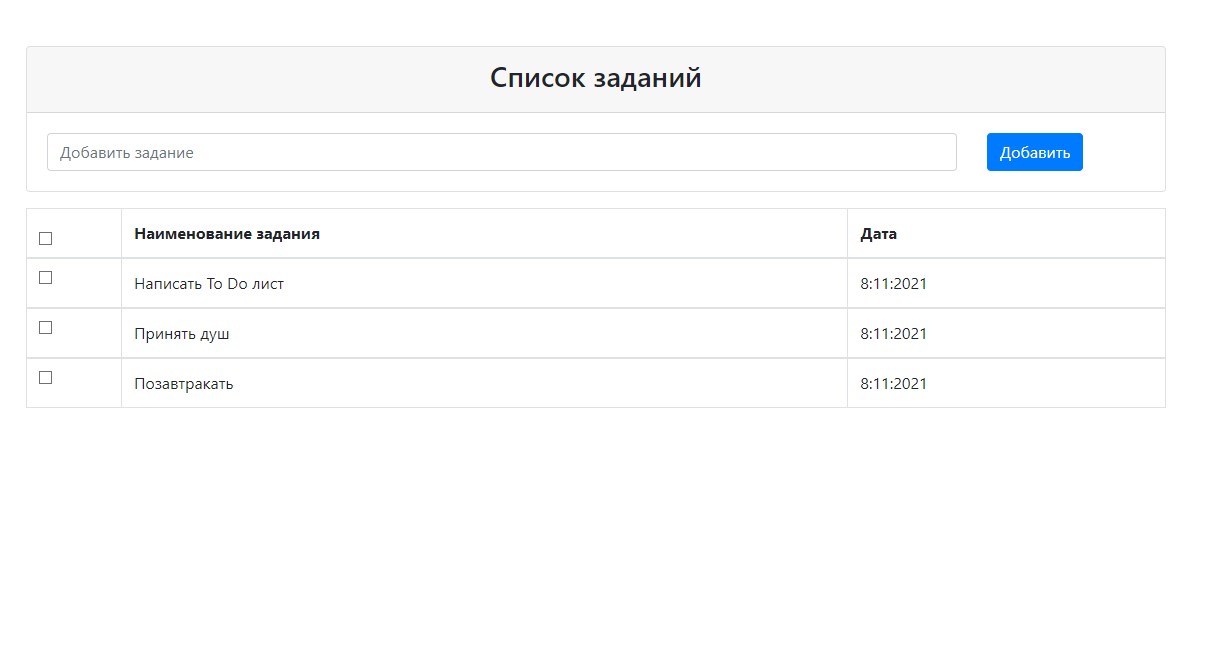 Список заданий
Добавить задание Добавить
Наименование задания Дата
Написать To Do лист 8:11:2021
Принять душ 8:11:2021
Позавтракать 8:11:2021